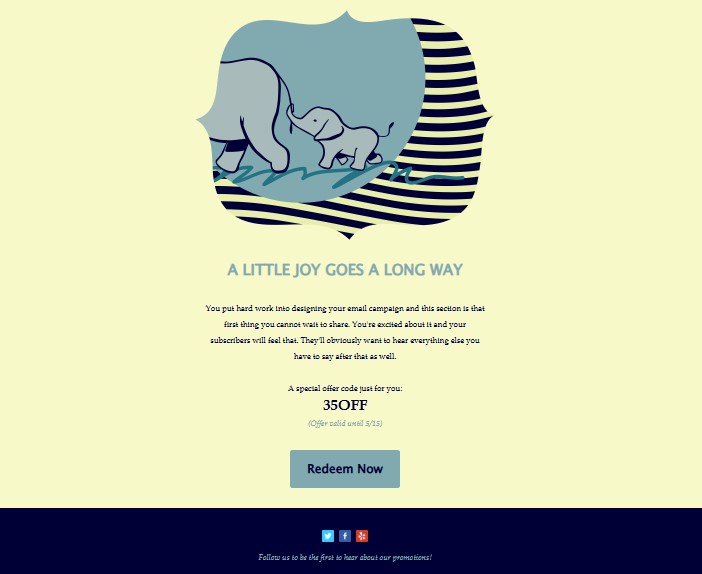 A LITTLE JOY GOES A LONG WAY
You put hard work into designing your email campaign and this section is that
first thing you cannot wait to share. You're excited about it and your
subscribers will feel that. They'll obviously want to hear everything else you
have to say after that as well.
A special offer code just for you:
35OFF
(Offer valid until 5/15)
Redeem Now
Follow us to be the first to hear about our promotions!